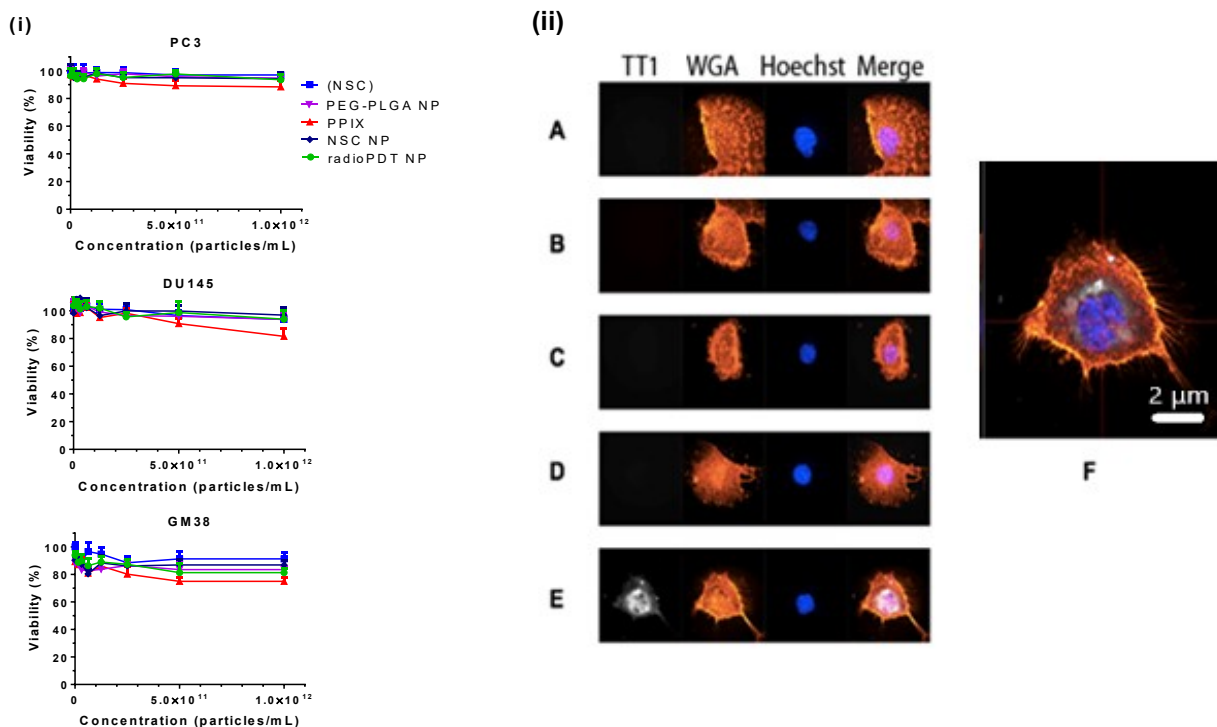 (i)
PC3
100
80
60
40
20
0
Viability (%)
0 5.0×10¹¹ 1.0×10¹²
Concentration (particles/mL)
(NSC)
PEG-PLGA NP
PPIX
NSC NP
radioPDT NP
DU145
100
80
60
40
20
0
Viability (%)
0 5.0×10¹¹ 1.0×10¹²
Concentration (particles/mL)
GM38
100
80
60
40
20
0
Viability (%)
0 5.0×10¹¹ 1.0×10¹²
Concentration (particles/mL)
(ii)
TT1 WGA Hoechst Merge
A
B
C
D
E
2 µm
F